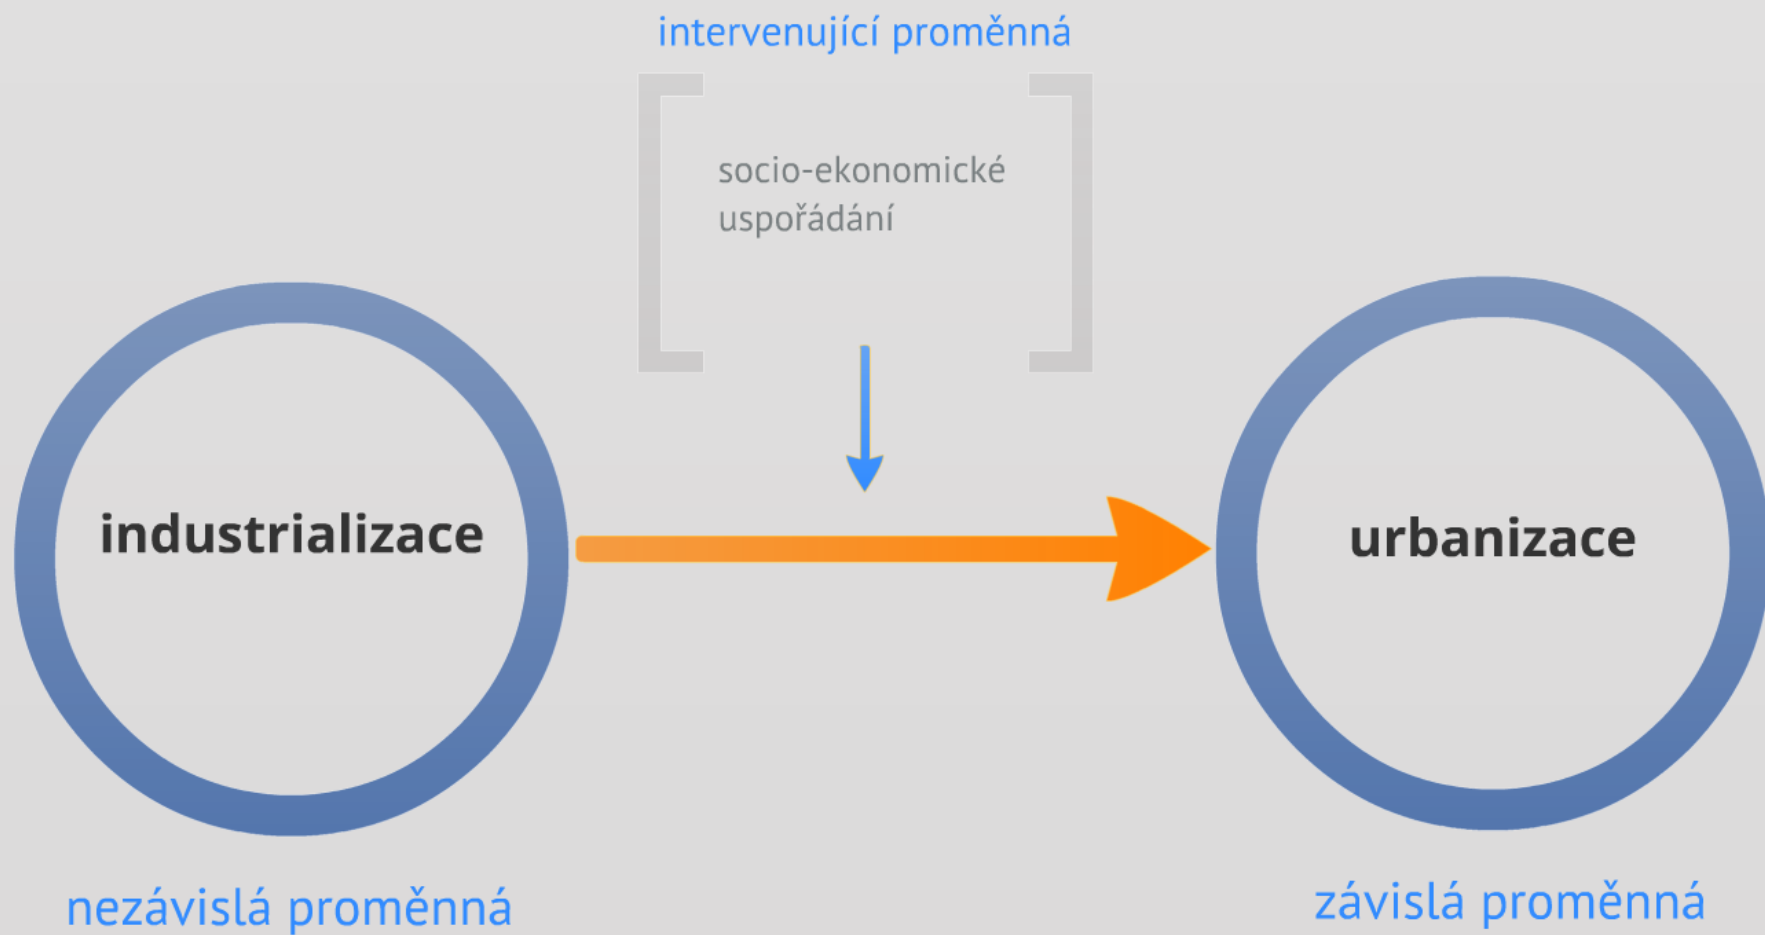 intervenující proměnná
socio-ekonomické
uspořádání
industrializace
urbanizace
nezávislá proměnná
závislá proměnná